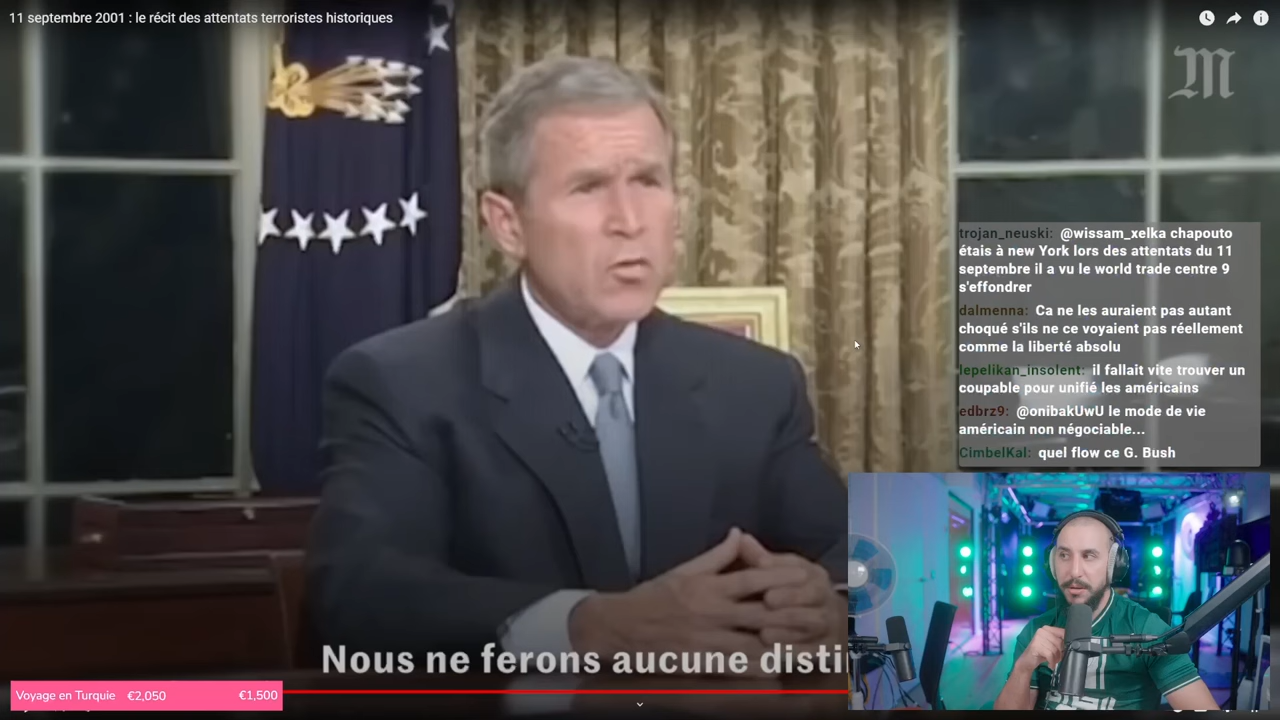 11 septembre 2001 : le récit des attentats terroristes historiques
M
trojan_neuski: @wissam_xelka chapouto
étais à new York lors des attentats du 11
septembre il a vu le world trade centre 9
s'effondrer
dalmenna: Ca ne les auraient pas autant
choqué s'ils ne ce voyaient pas réellement
comme la liberté absolu
lepelikan_insolent: il fallait vite trouver un
coupable pour unifié les américains
edbrz9: @onibakUwU le mode de vie
américain non négociable...
CimbelKal: quel flow ce G. Bush
Nous ne ferons aucune disti
Voyage en Turquie €2,050 €1,500